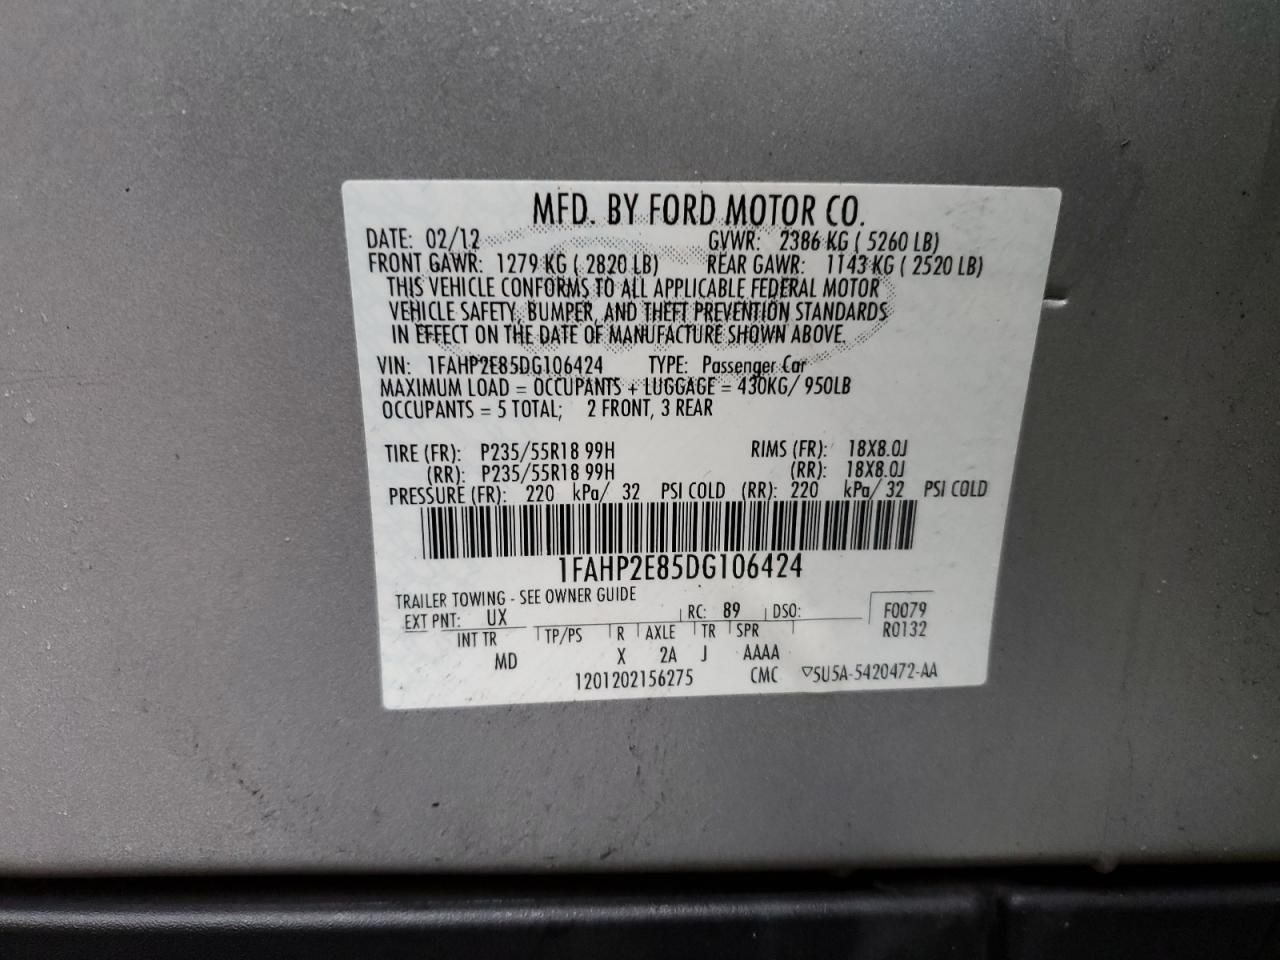 MFD. BY FORD MOTOR CO.
DATE: 02/12 GVWR: 2386 KG ( 5260 LB)
FRONT GAWR: 1279 KG ( 2820 LB) REAR GAWR: 1143 KG ( 2520 LB)
THIS VEHICLE CONFORMS TO ALL APPLICABLE FEDERAL MOTOR
VEHICLE SAFETY, BUMPER, AND THEFT PREVENTION STANDARDS
IN EFFECT ON THE DATE OF MANUFACTURE SHOWN ABOVE.
VIN: 1FAHP2E85DG106424 TYPE: Passenger Car
MAXIMUM LOAD = OCCUPANTS + LUGGAGE = 430KG/ 950LB
OCCUPANTS = 5 TOTAL; 2 FRONT, 3 REAR
TIRE (FR): P235/55R18 99H RIMS (FR): 18X8.0J
(RR): P235/55R18 99H (RR): 18X8.0J
PRESSURE (FR): 220 kPa/ 32 PSI COLD (RR): 220 kPa/ 32 PSI COLD
1FAHP2E85DG106424
TRAILER TOWING - SEE OWNER GUIDE
EXT PNT: UX RC: 89 DSO: F0079
INT TR TP/PS R AXLE TR SPR R0132
MD X 2A J AAAA
1201202156275 CMC ▽5U5A-5420472-AA